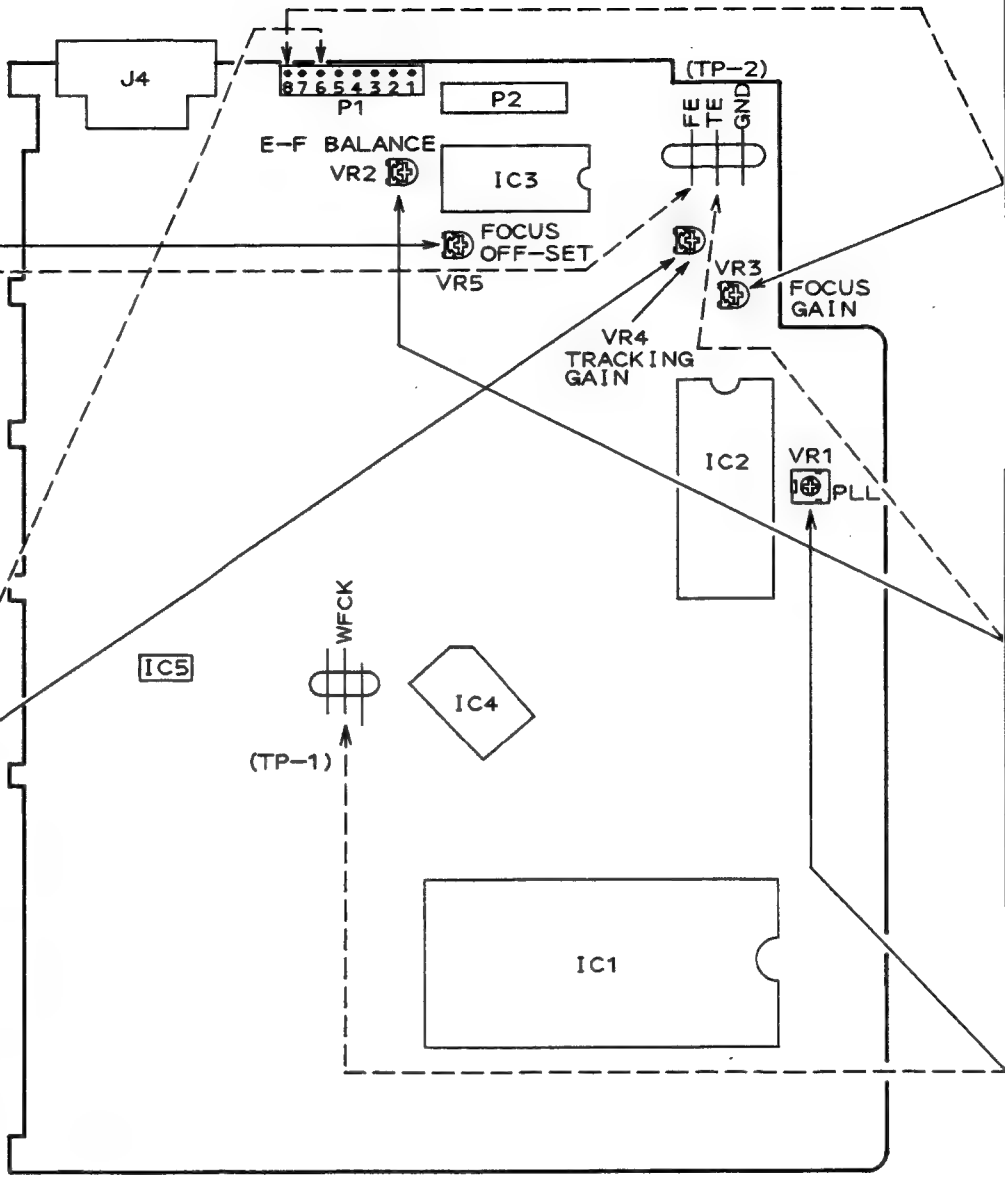 J4
8 7 6 5 4 3 2 1
P1
P2
(TP-2)
FE
TE
GND
E-F BALANCE
VR2
IC3
FOCUS
OFF-SET
VR5
VR3
FOCUS
GAIN
VR4
TRACKING
GAIN
IC2
VR1
PLL
WFCK
IC5
IC4
(TP-1)
IC1